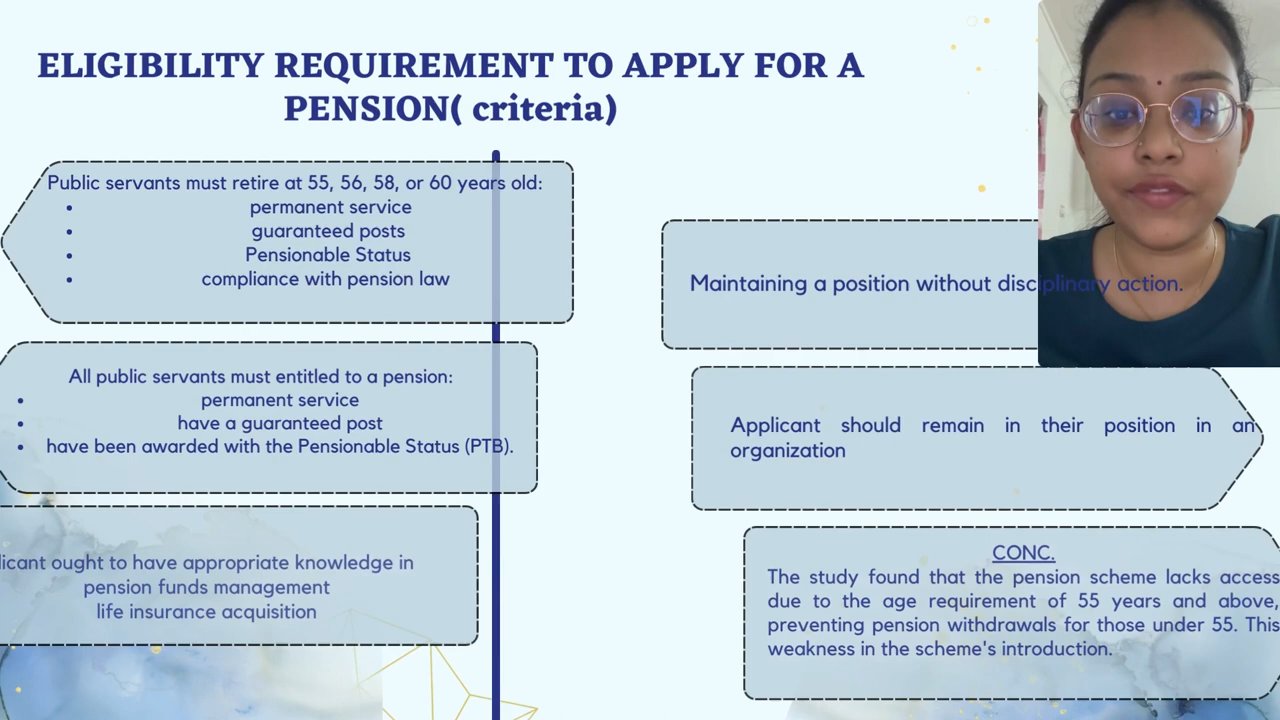 ELIGIBILITY REQUIREMENT TO APPLY FOR A
PENSION( criteria)
Public servants must retire at 55, 56, 58, or 60 years old:
• permanent service
• guaranteed posts
• Pensionable Status
• compliance with pension law
All public servants must entitled to a pension:
• permanent service
• have a guaranteed post
• have been awarded with the Pensionable Status (PTB).
ought to have appropriate knowledge in
pension funds management
life insurance acquisition
Maintaining a position without disciplinary action.
Applicant should remain in their position in an
organization
CONC.
The study found that the pension scheme lacks access
due to the age requirement of 55 years and above,
preventing pension withdrawals for those under 55. This
weakness in the scheme's introduction.